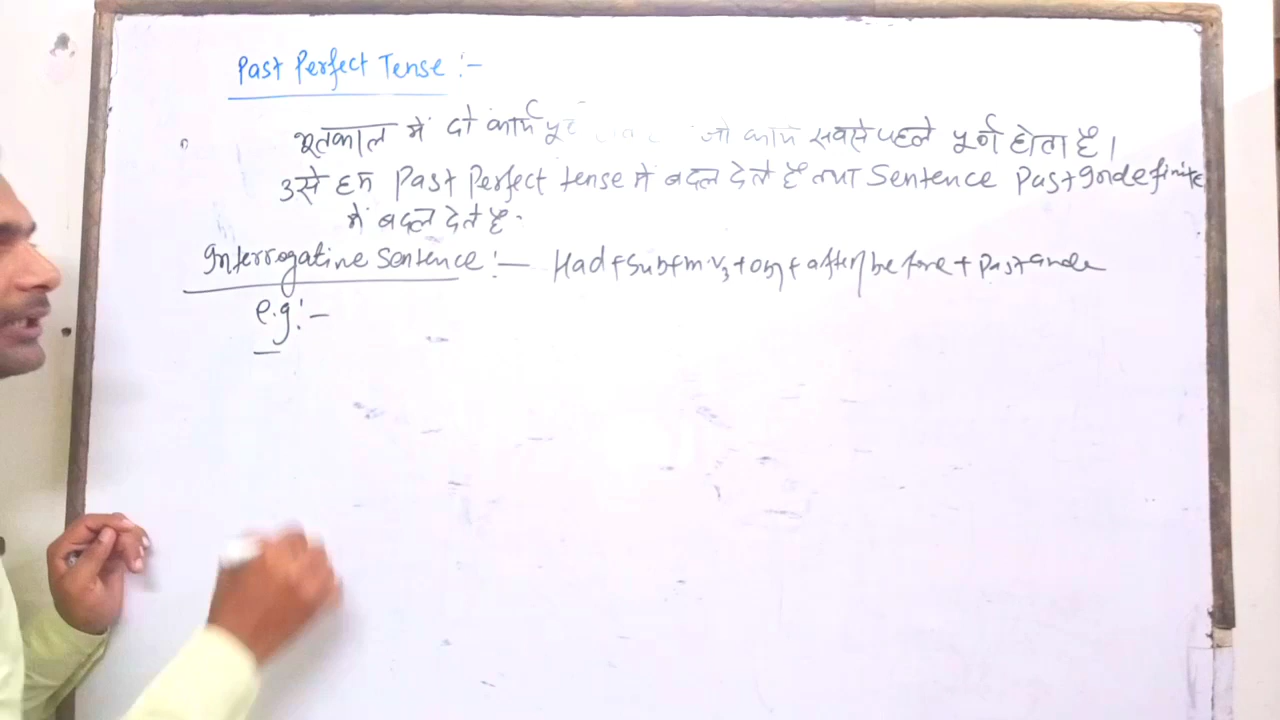 Past Perfect Tense :-
भूतकाल में दो कार्य जो कार्य सबसे पहले पूर्ण होता है।
उसे हम Past Perfect tense में बदल देते हैं तथा Sentence Past Indefinite
में बदल देते है।
Interrogative Sentence :- Had + Sub + m.v3 + obj + after/before + Past Inde
e.g:-